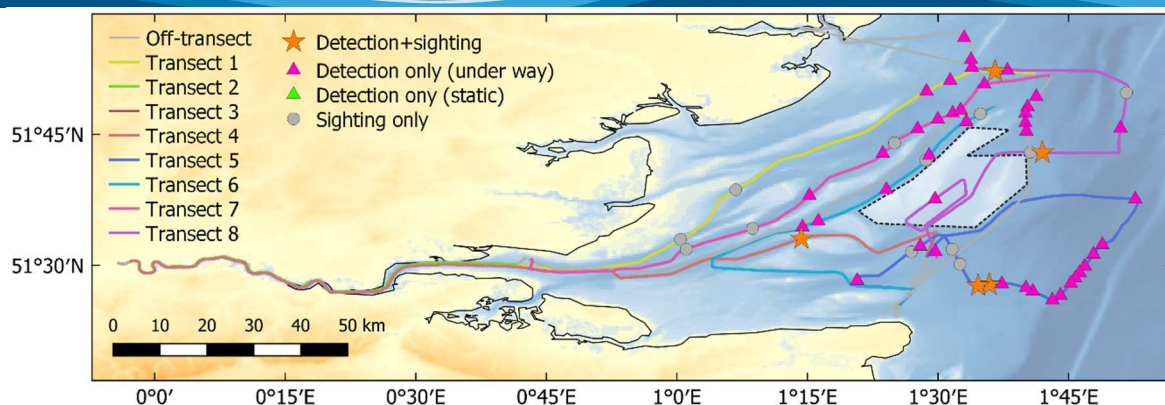 Off-transect
Transect 1
Transect 2
Transect 3
Transect 4
Transect 5
Transect 6
Transect 7
Transect 8
Detection+sighting
Detection only (under way)
Detection ony (static)
Sighting only
51°45′N
51°30′N
0 10 20 30 40 50 km
0°0′ 0°15′E 0°30′E 0°45′E 1°0′E 1°15′E 1°30′E 1°45′E